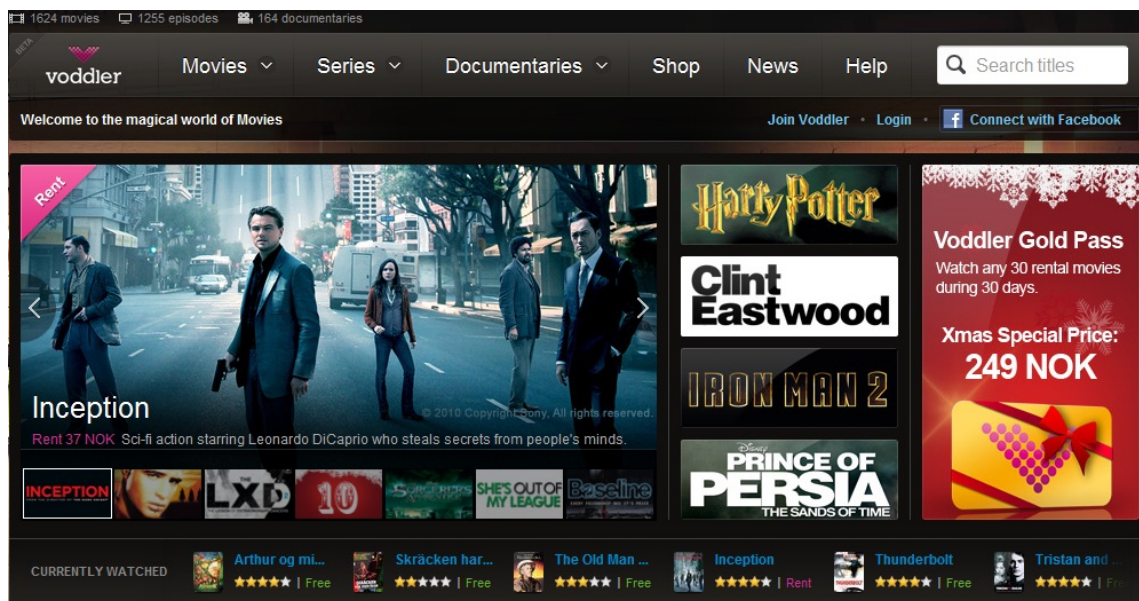 1624 movies 1255 episodes 164 documentaries
BETA
voddler
Movies Series Documentaries Shop News Help Search titles
Welcome to the magical world of Movies
Join Voddler • Login • f Connect with Facebook
Rent
Inception
© 2010 Copyright Sony, All rights reserved.
Rent 37 NOK Sci-fi action starring Leonardo DiCaprio who steals secrets from people's minds.
INCEPTION
THE
LXD
10
SHE'S OUT OF
MY LEAGUE
Baseline
Harry Potter
Clint
Eastwood
IRON MAN 2
Disney
PRINCE OF
PERSIA
THE SANDS OF TIME
Voddler Gold Pass
Watch any 30 rental movies
during 30 days.
Xmas Special Price:
249 NOK
CURRENTLY WATCHED
Arthur og mi...
| Free
Skräcken har...
| Free
The Old Man ...
| Free
Inception
| Rent
Thunderbolt
| Free
Tristan and
| Free